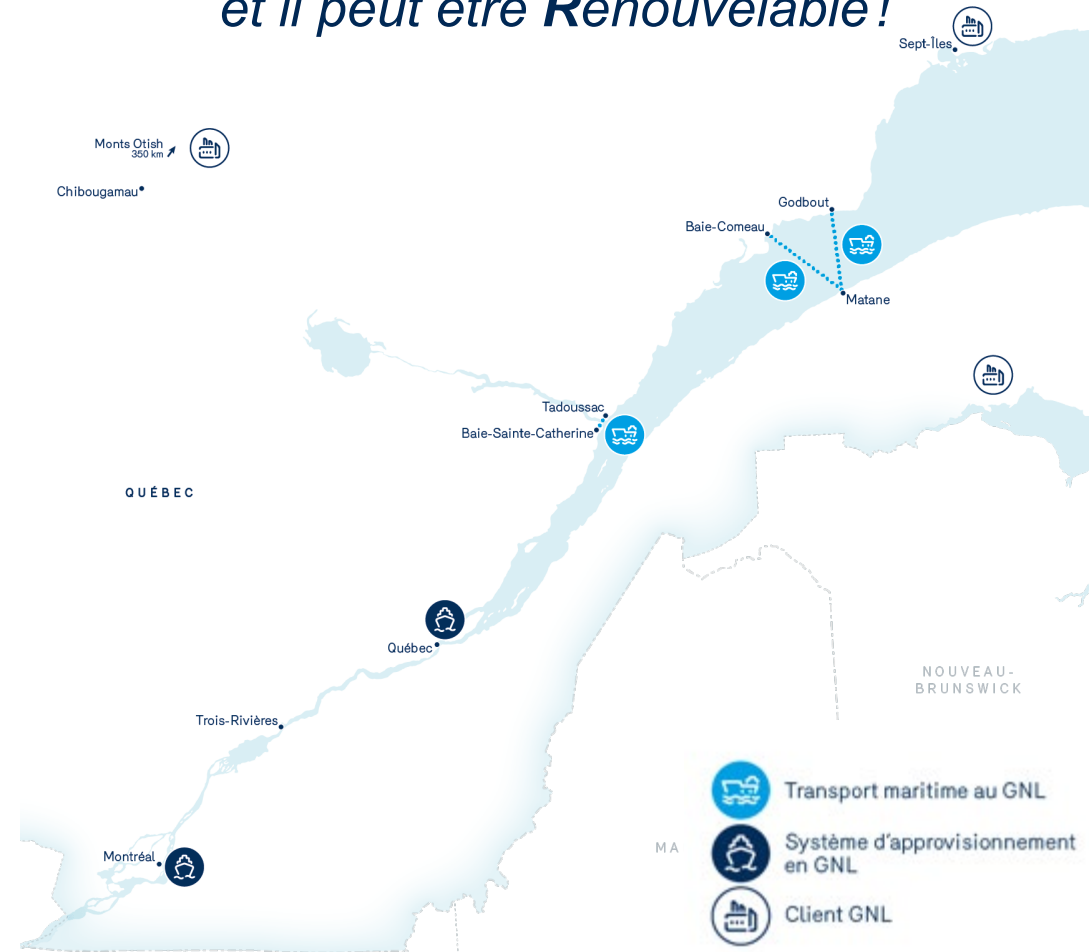 et il peut être Renouvelable !
Sept-Îles
Monts Otish
350 km
Chibougamau
Godbout
Baie-Comeau
Matane
Tadoussac
Baie-Sainte-Catherine
QUÉBEC
Québec
NOUVEAU-
BRUNSWICK
Trois-Rivières
Transport maritime au GNL
Système d'approvisionnement
en GNL
MA
Montréal
Client GNL